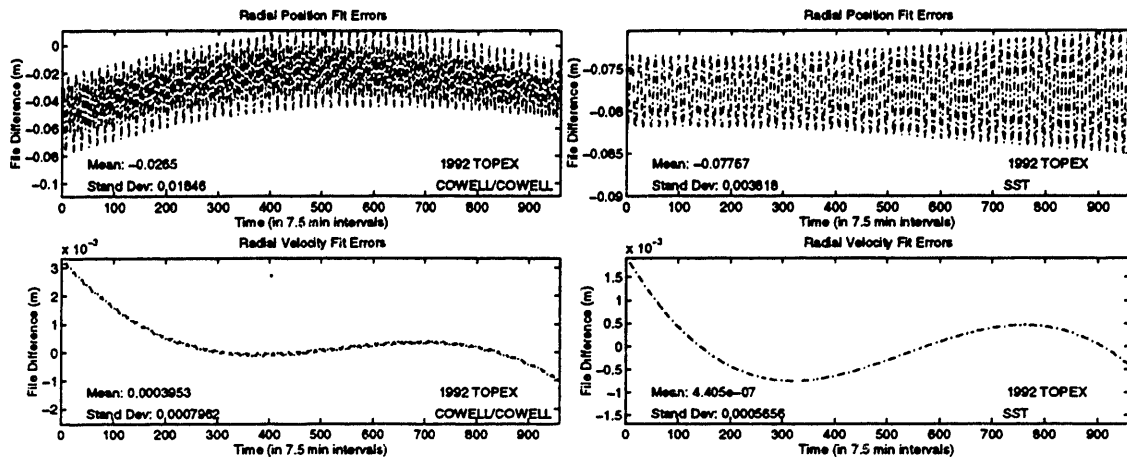 Radial Position Fit Errors
File Difference (m)
0
−0.02
−0.04
−0.06
−0.08
−0.1
Mean: −0.0265
Stand Dev: 0.01846
1992 TOPEX
COWELL/COWELL
0 100 200 300 400 500 600 700 800 900
Time (in 7.5 min intervals)
Radial Position Fit Errors
File Difference (m)
−0.075
−0.08
−0.085
−0.09
Mean: −0.07767
Stand Dev: 0.003818
1992 TOPEX
SST
0 100 200 300 400 500 600 700 800 900
Time (in 7.5 min intervals)
Radial Velocity Fit Errors
x 10⁻³
File Difference (m)
3
2
1
0
−1
−2
Mean: 0.0003953
Stand Dev: 0.0007962
1992 TOPEX
COWELL/COWELL
0 100 200 300 400 500 600 700 800 900
Time (in 7.5 min intervals)
Radial Velocity Fit Errors
x 10⁻³
File Difference (m)
1.5
1
0.5
0
−0.5
−1
−1.5
Mean: 4.405e−07
Stand Dev: 0.0005656
1992 TOPEX
SST
0 100 200 300 400 500 600 700 800 900
Time (in 7.5 min intervals)